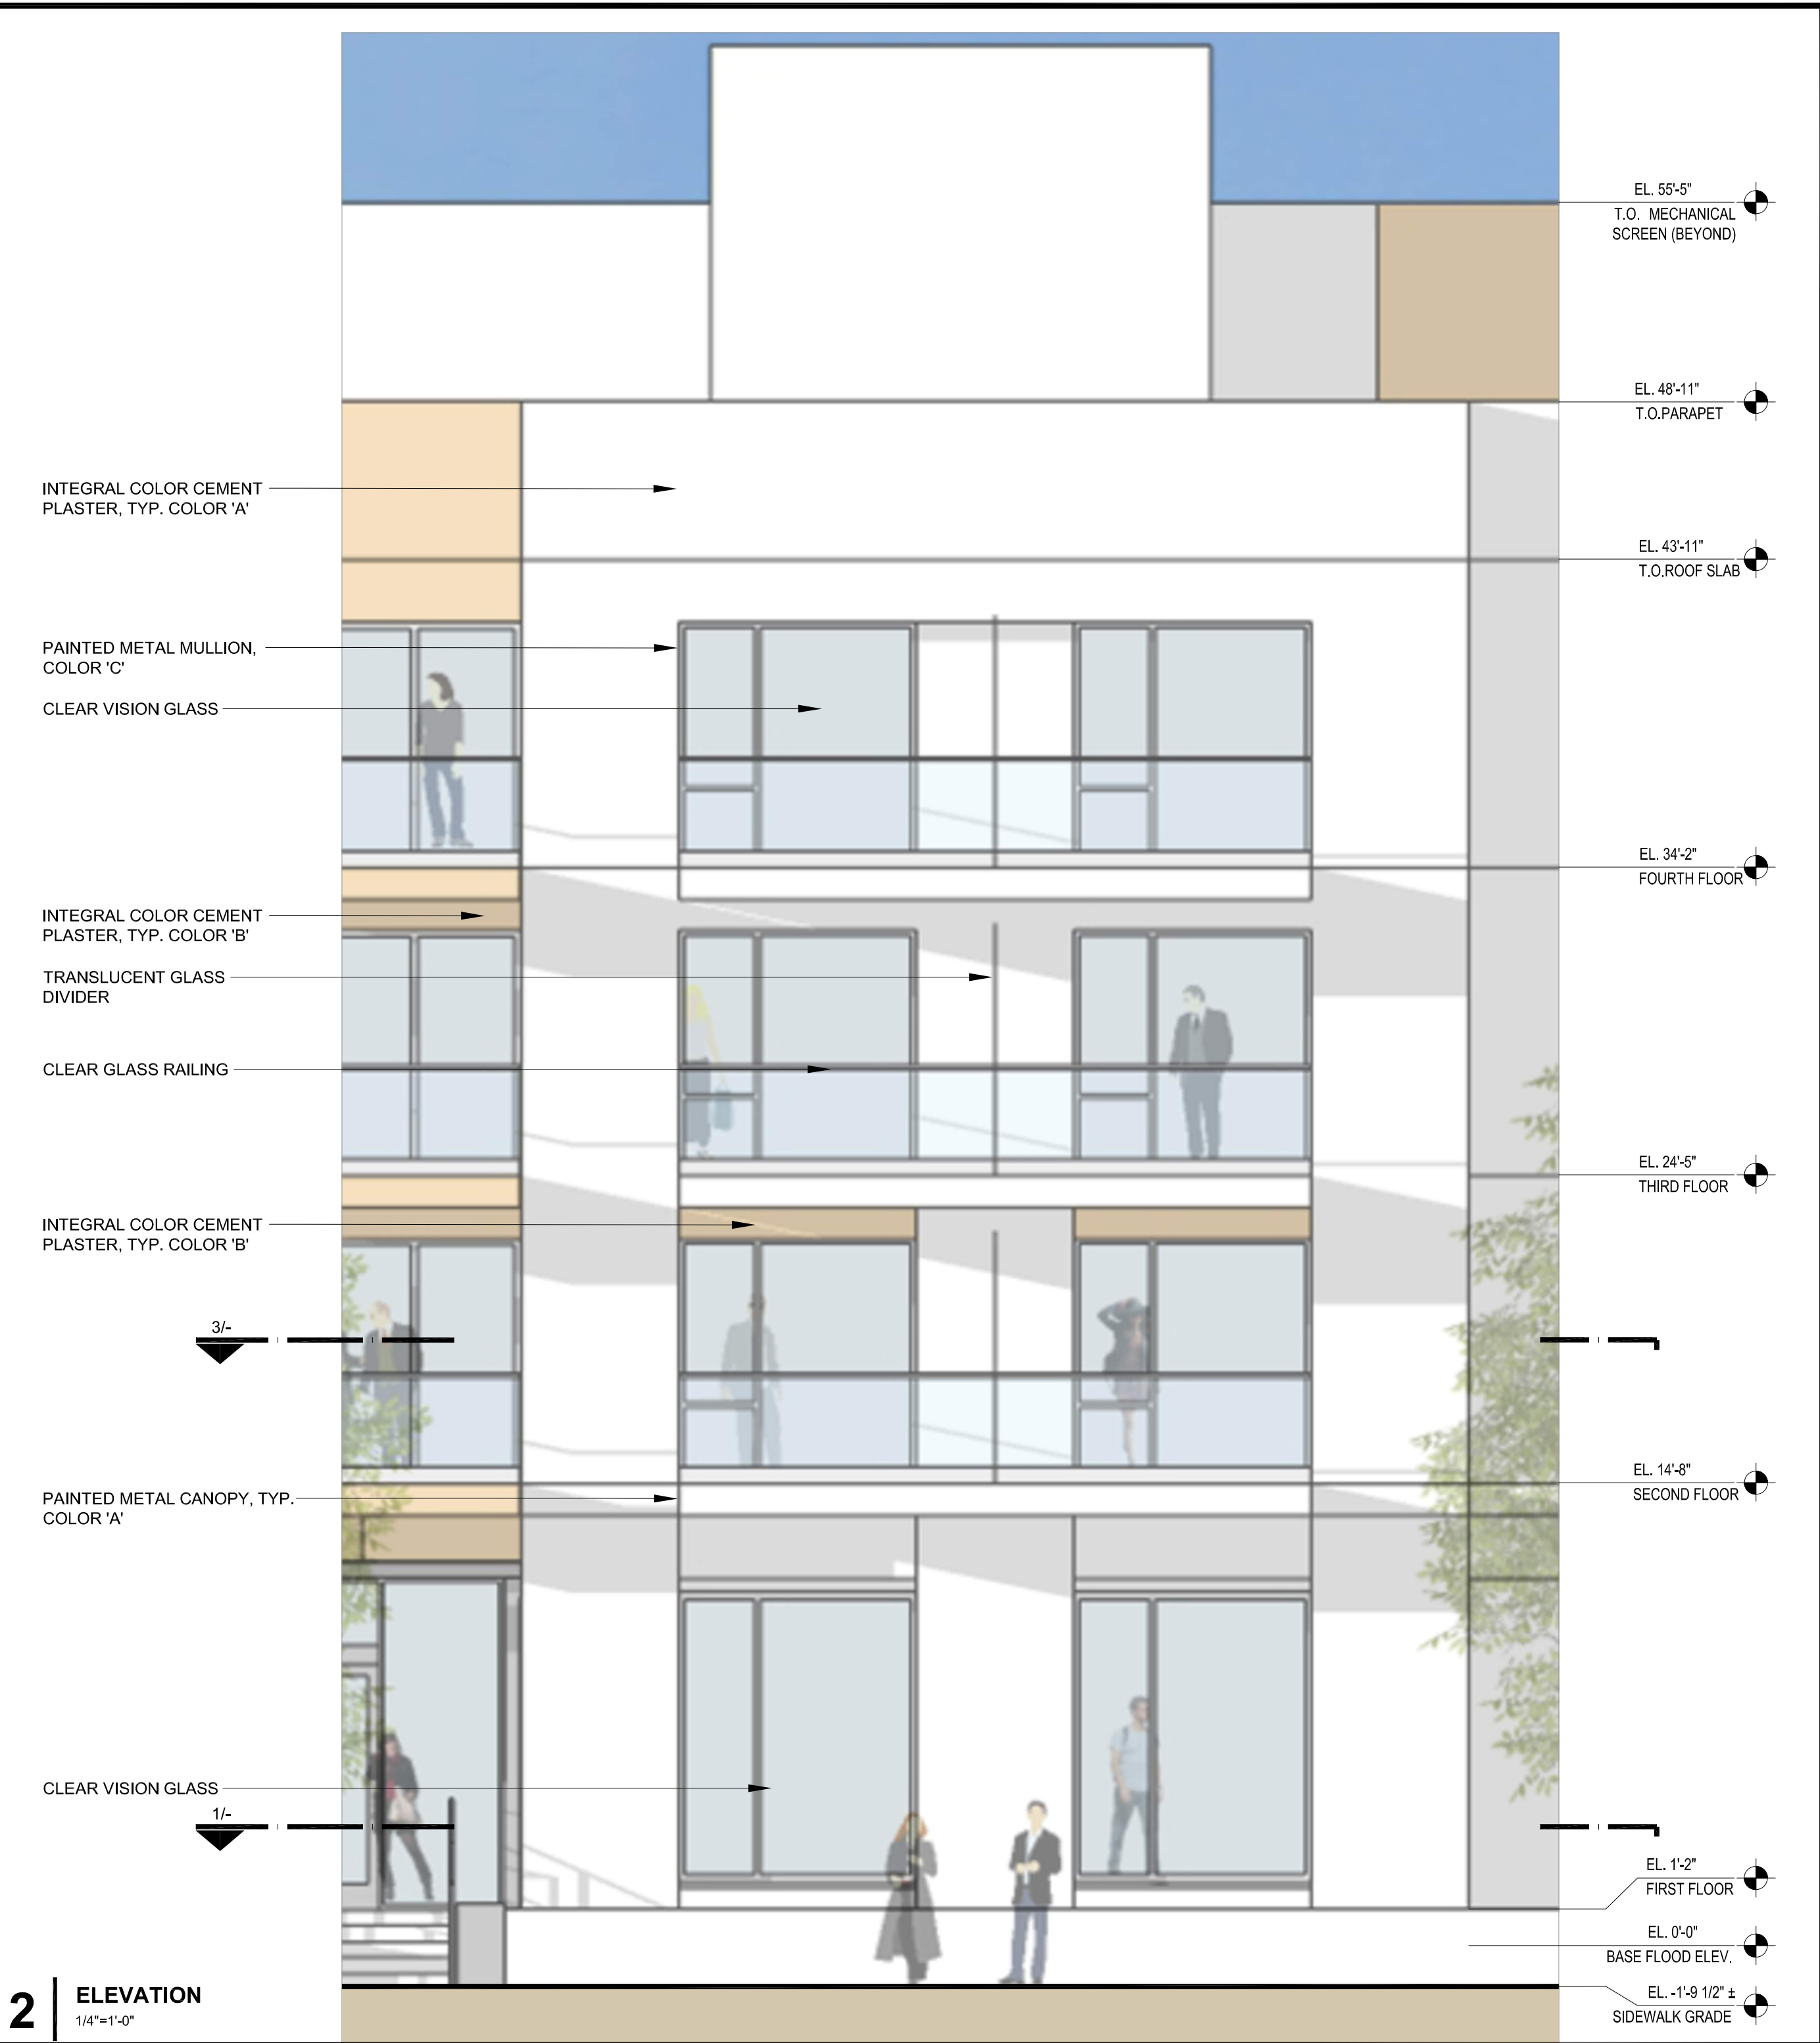 EL. 55'-5"
T.O. MECHANICAL
SCREEN (BEYOND)
EL. 48'-11"
T.O.PARAPET
INTEGRAL COLOR CEMENT
PLASTER, TYP. COLOR 'A'
EL. 43'-11"
T.O.ROOF SLAB
PAINTED METAL MULLION,
COLOR 'C'
CLEAR VISION GLASS
EL. 34'-2"
FOURTH FLOOR
INTEGRAL COLOR CEMENT
PLASTER, TYP. COLOR 'B'
TRANSLUCENT GLASS
DIVIDER
CLEAR GLASS RAILING
EL. 24'-5"
THIRD FLOOR
INTEGRAL COLOR CEMENT
PLASTER, TYP. COLOR 'B'
3/-
EL. 14'-8"
SECOND FLOOR
PAINTED METAL CANOPY, TYP.
COLOR 'A'
CLEAR VISION GLASS
1/-
EL. 1'-2"
FIRST FLOOR
EL. 0'-0"
BASE FLOOD ELEV.
EL. -1'-9 1/2" ±
SIDEWALK GRADE
2
ELEVATION
1/4"=1'-0"